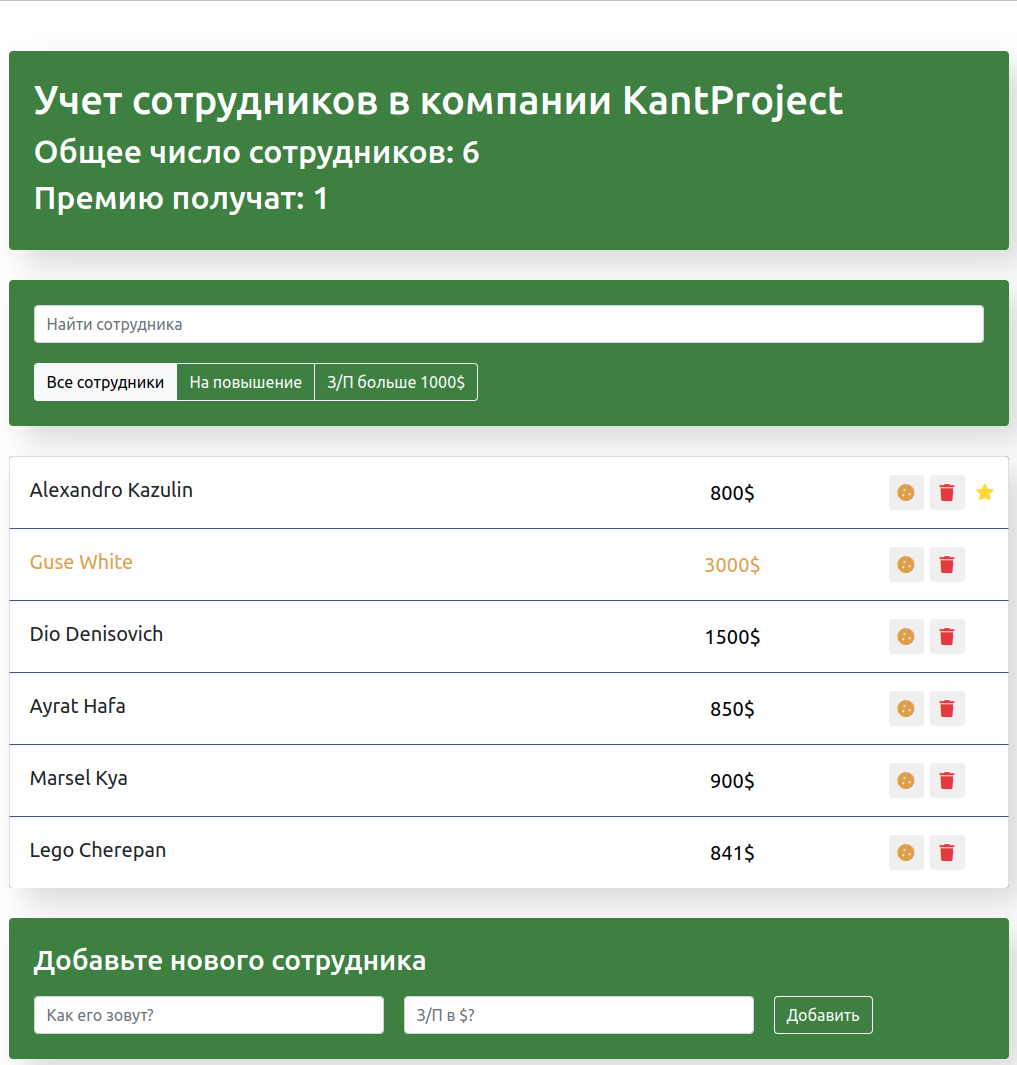 Учет сотрудников в компании KantProject
Общее число сотрудников: 6
Премию получат: 1
Найти сотрудника
Все сотрудники На повышение З/П больше 1000$
Alexandro Kazulin 800$
Guse White 3000$
Dio Denisovich 1500$
Ayrat Hafa 850$
Marsel Kya 900$
Lego Cherepan 841$
Добавьте нового сотрудника
Как его зовут? З/П в $? Добавить